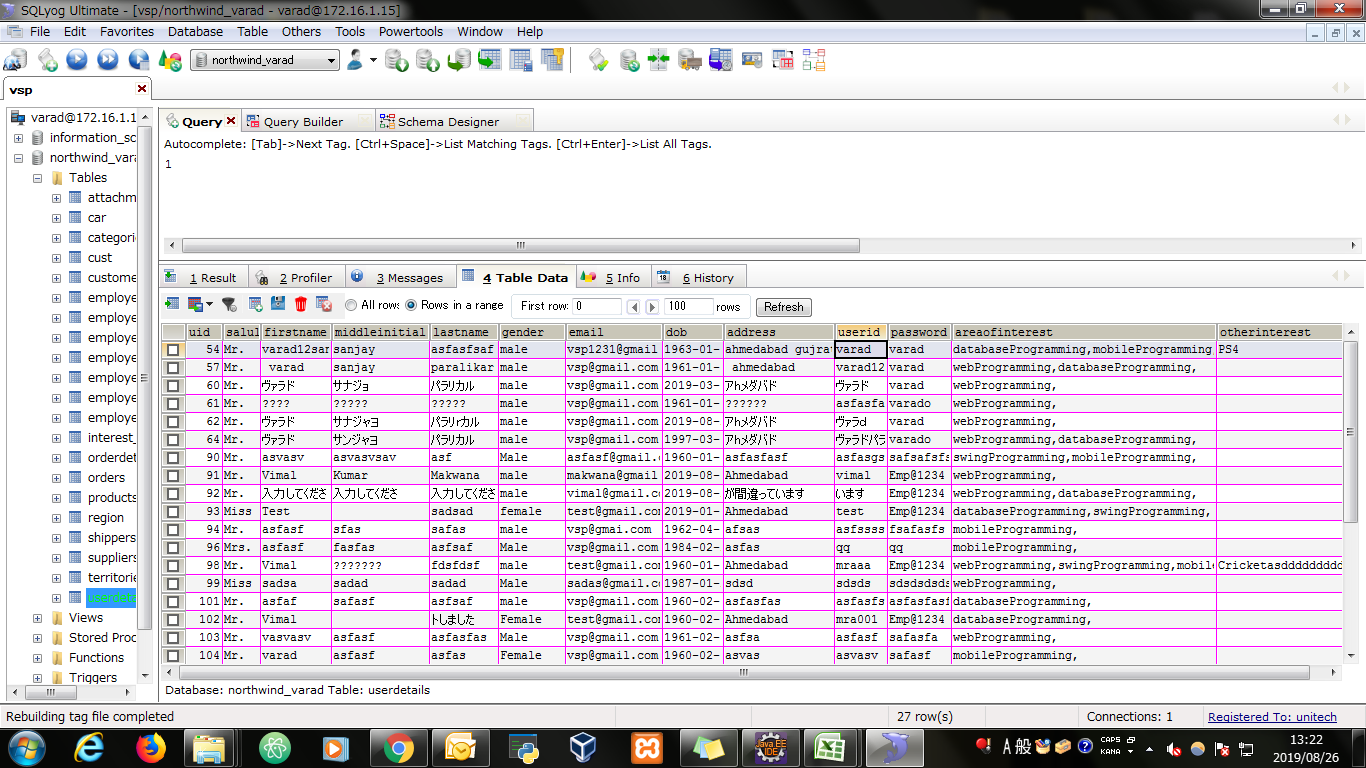 SQLyog Ultimate - [vsp/northwind_varad - varad@172.16.1.15]
File Edit Favorites Database Table Others Tools Powertools Window Help
northwind_varad
vsp
varad@172.16.1.1
information_sc
northwind_vara
Tables
attachm
car
categori
cust
custome
employe
employe
employe
employe
employe
employe
employe
interest_
orderdet
orders
products
region
shippers
suppliers
territorie
userdet
Views
Stored Proc
Functions
Triggers
Query Query Builder Schema Designer
Autocomplete: [Tab]->Next Tag. [Ctrl+Space]->List Matching Tags. [Ctrl+Enter]->List All Tags.
1
1 Result 2 Profiler 3 Messages 4 Table Data 5 Info 6 History
All rows Rows in a range First row: 0 100 rows Refresh
uid salul firstname middleinitial lastname gender email dob address userid password areaofinterest otherinterest
54 Mr. varad12sar sanjay asfasfsaf male vsp1231@gmail 1963-01- ahmedabad gujra varad varad databaseProgramming,mobileProgramming PS4
57 Mr. varad sanjay paralikar male vsp@gmail.com 1961-01- ahmedabad varad12 varad webProgramming,databaseProgramming,
60 Mr. ヴァラド サナジョ パラリカル male vsp@gmail.com 2019-03- アhメダバド ヴァラド varad webProgramming,
61 Mr. ???? ????? ????? male vsp@gmail.com 1961-01- ?????? asfasfa varado webProgramming,
62 Mr. ヴァラド サナジャヨ パラリrカル male vsp@gmail.com 2019-08- アhメダバド ヴァラd varad webProgramming,
64 Mr. ヴァラド サンジャヨ パラリカル male vsp@gmail.com 1997-03- アhメダバド ヴァラドパラ varado webProgramming,databaseProgramming,
90 Mr. asvasv asvasvsav asf Male asfasf@gmail.c 1960-01- asfasfasf asfasgs safsafsfs swingProgramming,mobileProgramming,
91 Mr. Vimal Kumar Makwana Male makwana@gmail 2019-08- Ahmedabad vimal Emp@1234 webProgramming,
92 Mr. 入力してくださ 入力してくださ 入力してくださ male vimal@gmail.co 2019-08- が間違っています います Emp@1234 webProgramming,databaseProgramming,
93 Miss Test sadsad female test@gmail.com 2019-01- Ahmedabad test Emp@1234 databaseProgramming,swingProgramming,
94 Mr. asfasf sfas safas male vsp@gmai.com 1962-04- afsas asfssss fsafasfs mobileProgramming,
96 Mrs. asfasf fasfas asfsaf Male vsp@gmail.com 1984-02- asfas qq qq mobileProgramming,
98 Mr. Vimal ??????? fdsfdsf male test@gmail.com 1960-01- Ahmedabad mraaa Emp@1234 webProgramming,swingProgramming,mobile Cricketasddddddddd
99 Miss sadsa sadad sadad Male sadas@gmail.com 1987-01- sdsd sdsds sdsdsdsds webProgramming,
101 Mr. asfaf safasf asfsaf male vsp@gmail.com 1960-02- asfasfas asfasfs asfasfasf databaseProgramming,
102 Mr. Vimal トしました Female test@gmail.com 1960-02- Ahmedabad mra001 Emp@1234 databaseProgramming,
103 Mr. vasvasv asfasf asfasfas Male vsp@gmail.com 1961-02- asfsa asfasf safasfa webProgramming,
104 Mr. varad asfasf asfas Female vsp@gmail.com 1960-02- asvas asvasv safasf mobileProgramming,
Database: northwind_varad Table: userdetails
Rebuilding tag file completed 27 row(s) Connections: 1 Registered To: unitech
A 般 CAPS KANA 13:22
2019/08/26